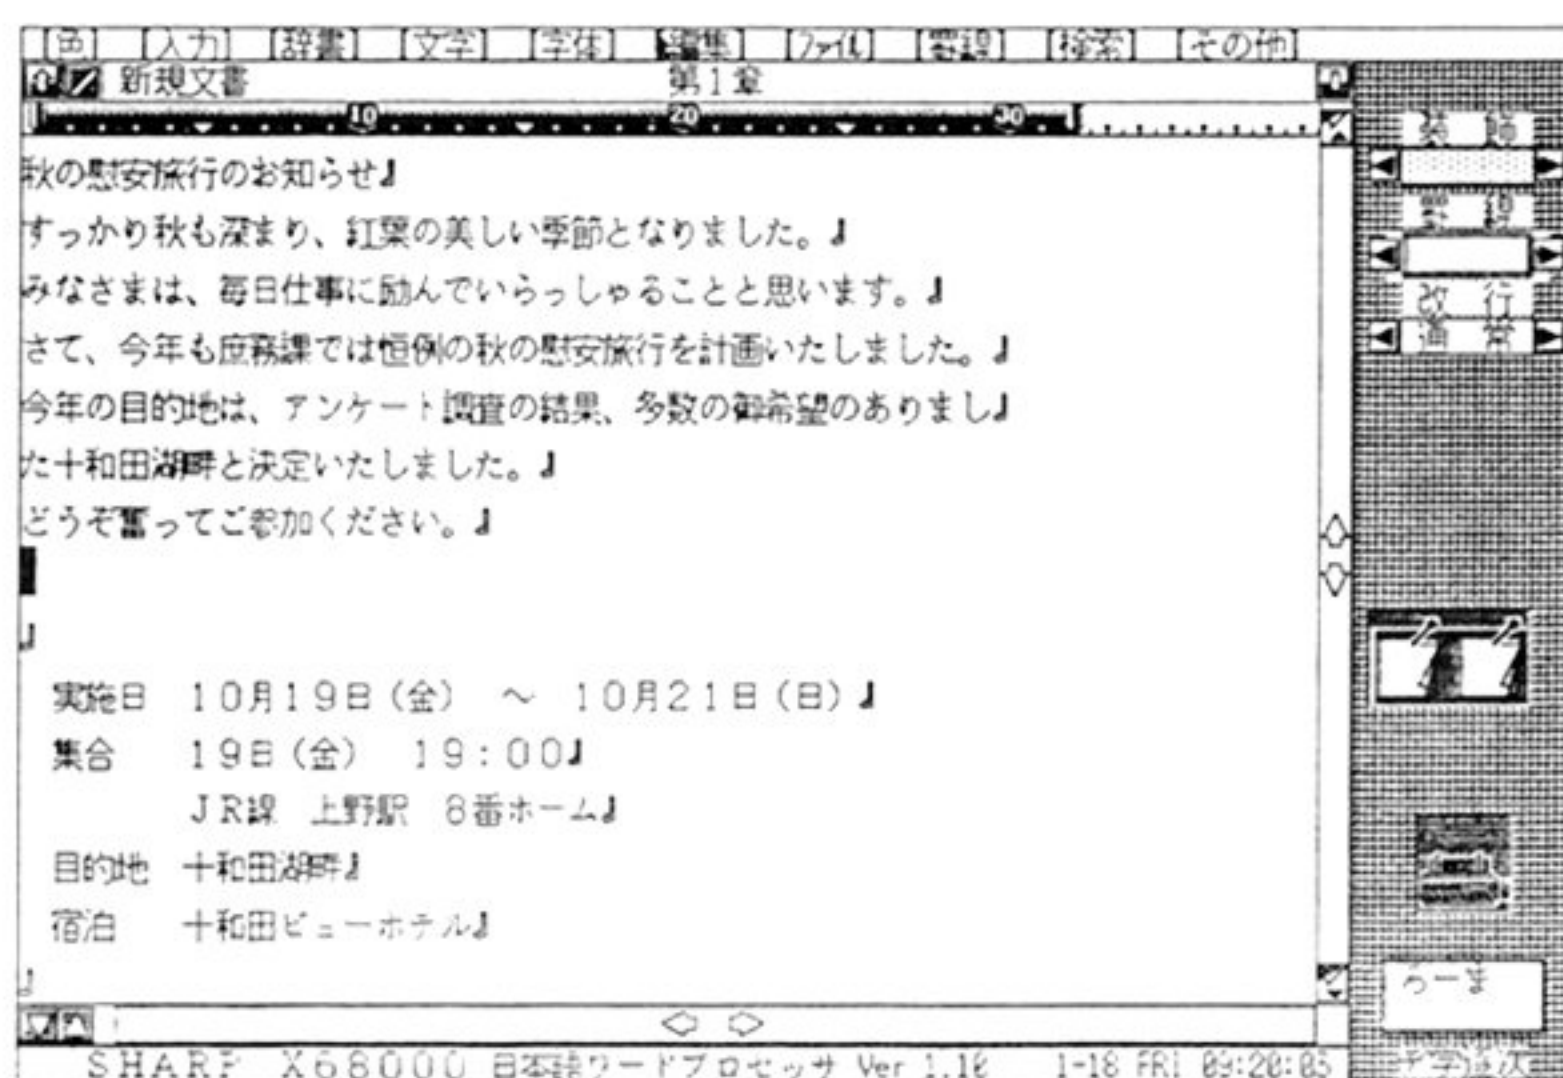 [色] [入力] [辞書] [文字] [字体] [編集] [ファイル] [罫線] [検索] [その他]
新規文書 第1章
10 20 30
秋の慰安旅行のお知らせ
すっかり秋も深まり、紅葉の美しい季節となりました。
みなさまは、毎日仕事に励んでいらっしゃることと思います。
さて、今年も庶務課では恒例の秋の慰安旅行を計画いたしました。
今年の目的地は、アンケート調査の結果、多数の御希望のありまし
た十和田湖畔と決定いたしました。
どうぞ奮ってご参加ください。
実施日 10月19日(金) ~ 10月21日(日)
集合 19日(金) 19:00
JR線 上野駅 8番ホーム
目的地 十和田湖畔
宿泊 十和田ビューホテル
装飾
罫線
改行
通常
ろーま
SHARP X68000 日本語ワードプロセッサ Ver 1.10 1-18 FRI 09:20:05